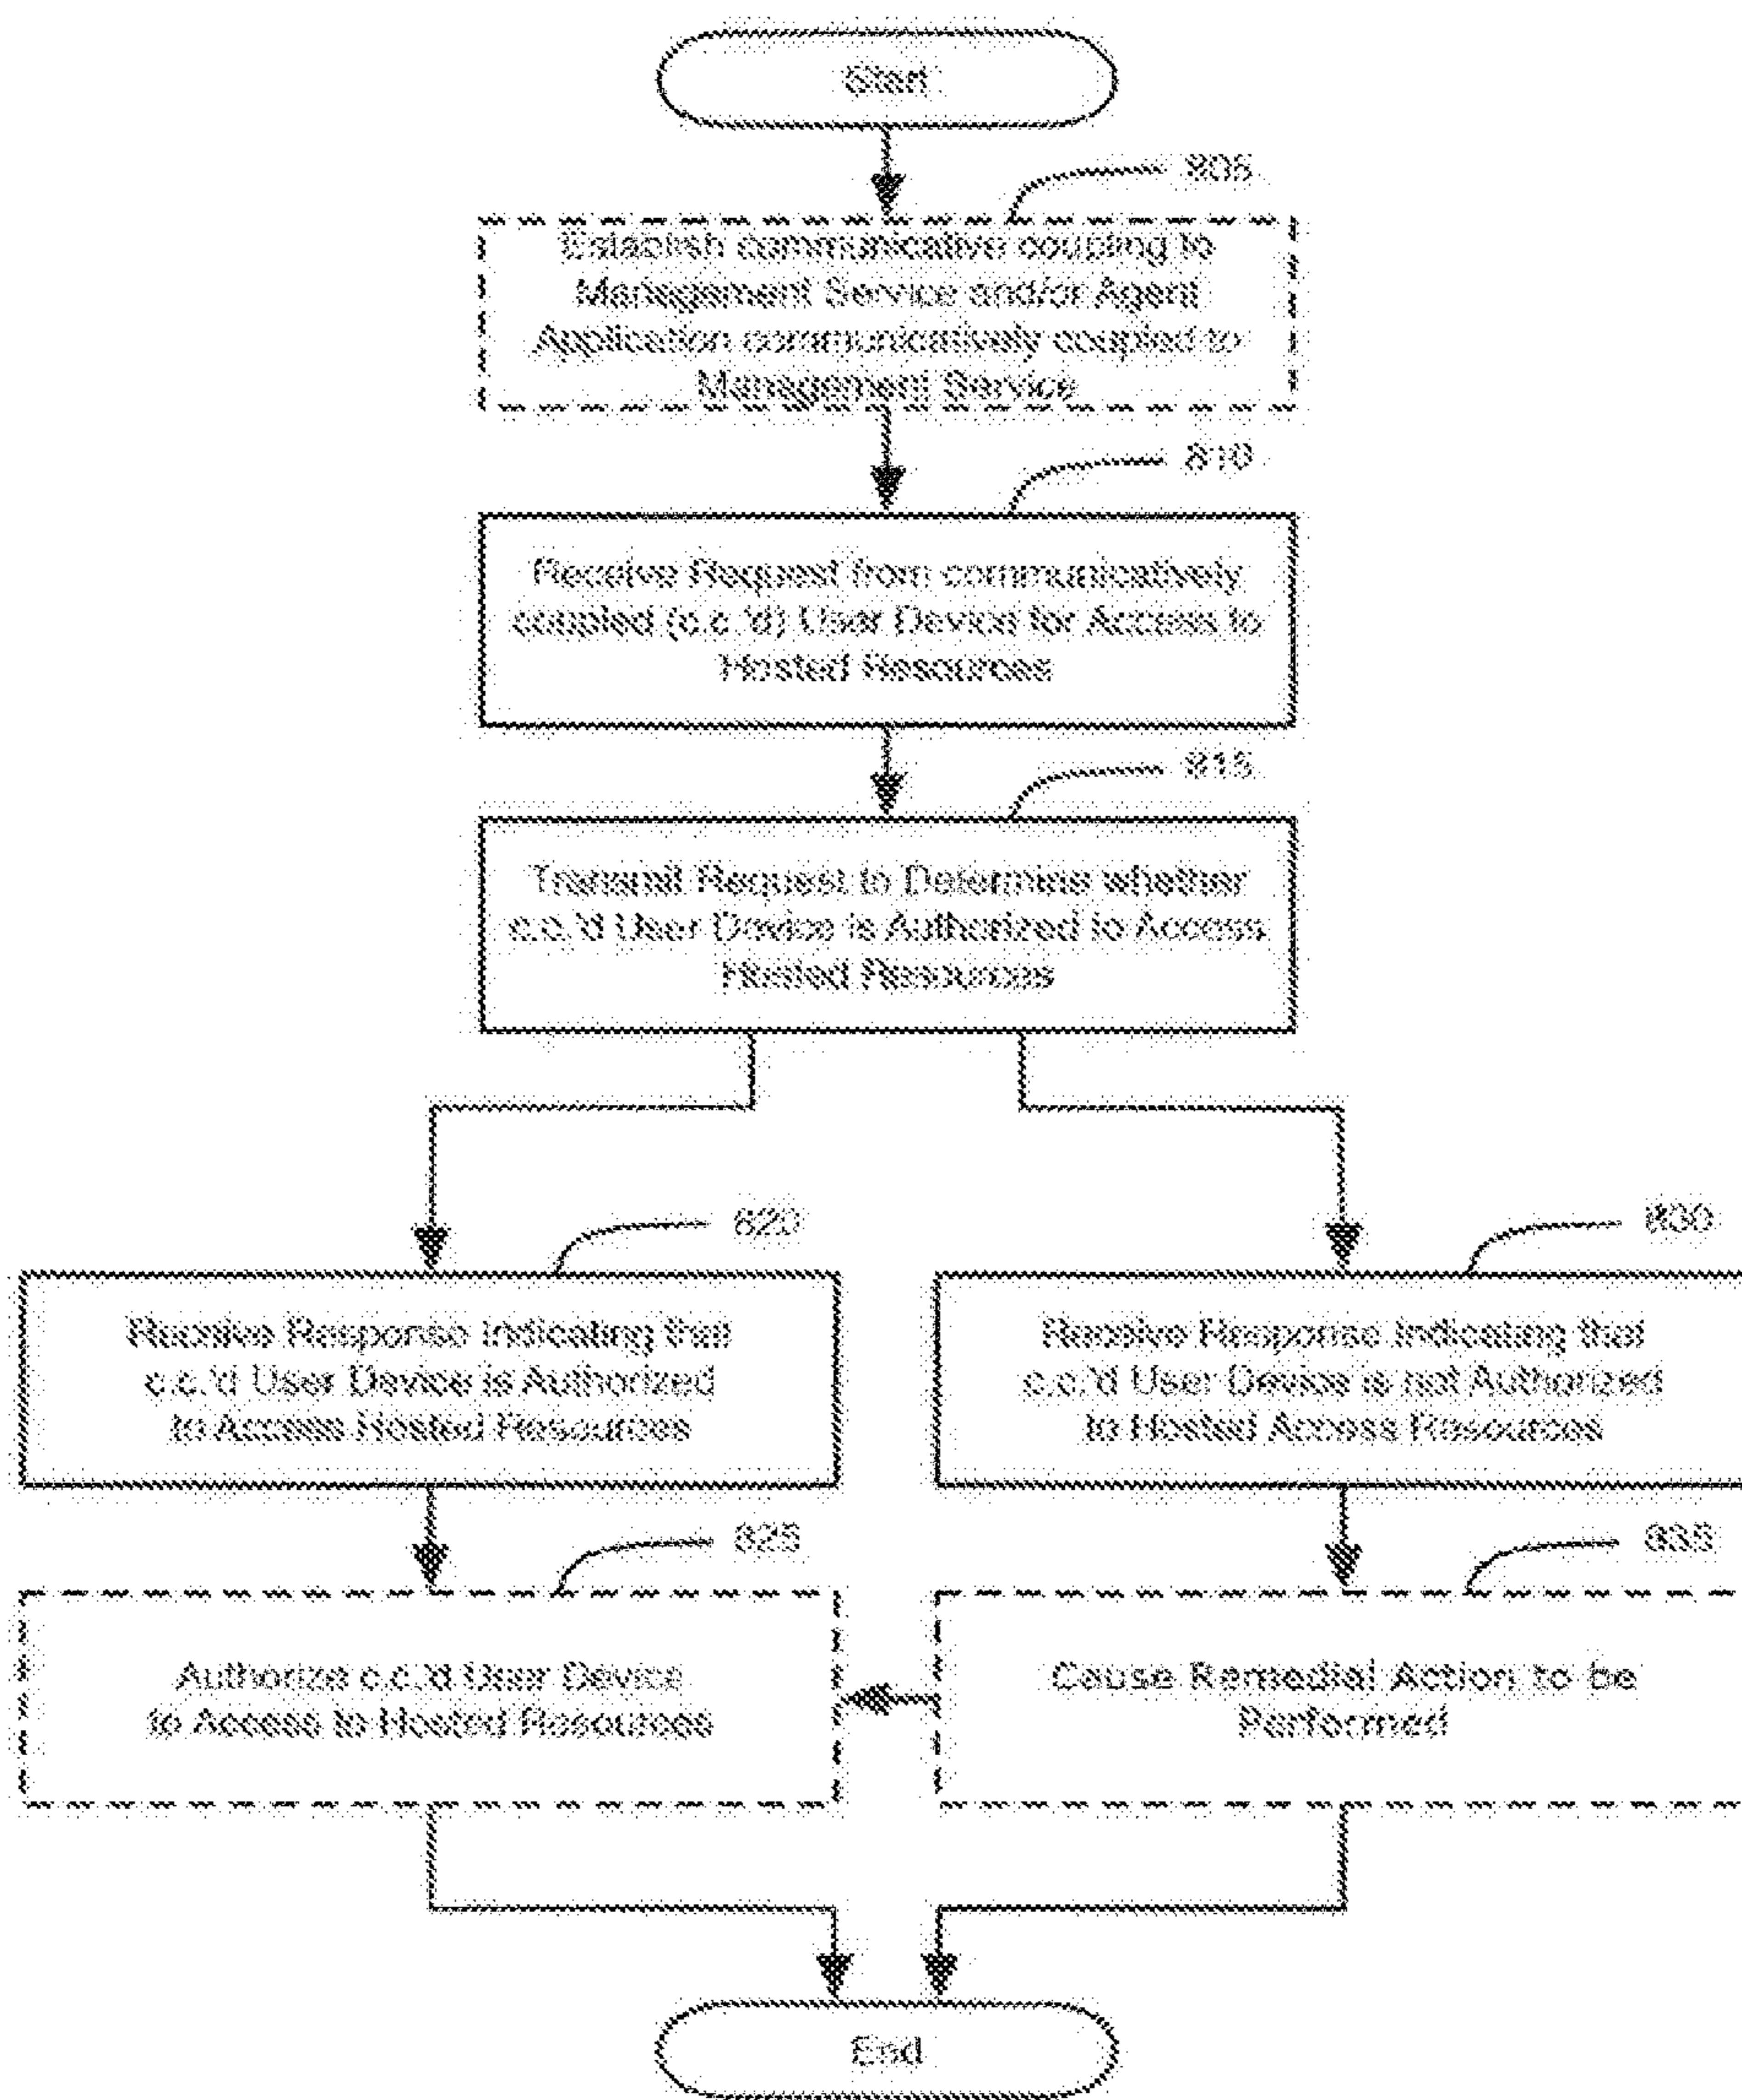 Start
805
Establish communicative coupling to
Management Service and/or Agent
Application communicatively coupled to
Management Service
810
Receive Request from communicatively
coupled (c.c.'d) User Device for Access to
Hosted Resources
815
Transmit Request to Determine whether
c.c.'d User Device is Authorized to Access
Hosted Resources
820
830
Receive Response indicating that
c.c.'d User Device is Authorized
to Access Hosted Resources
Receive Response indicating that
c.c.'d User Device is not Authorized
to Hosted Access Resources
825
835
Authorize c.c.'d User Device
to Access to Hosted Resources
Cause Remedial Action to be
Performed
End